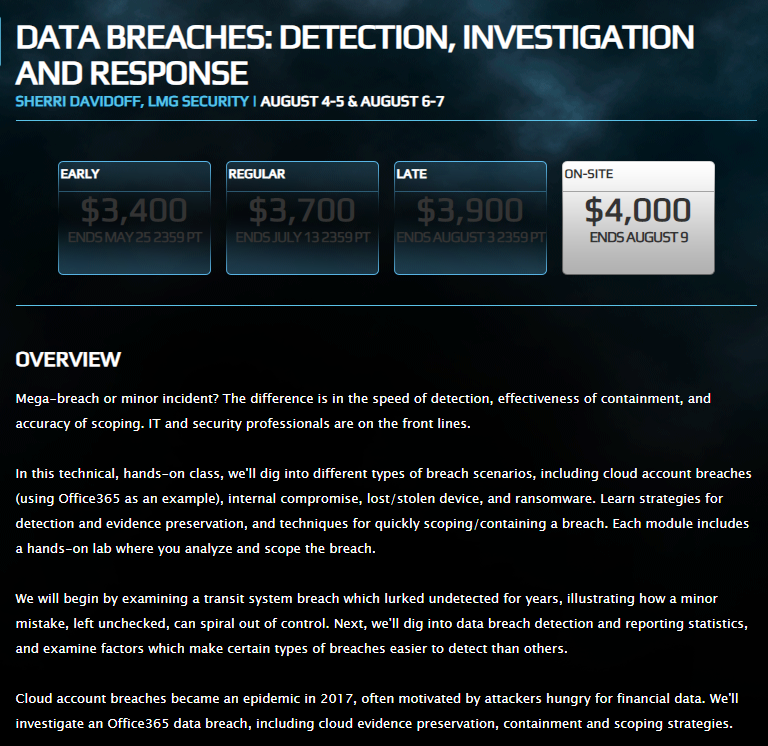 DATA BREACHES: DETECTION, INVESTIGATION
AND RESPONSE
SHERRI DAVIDOFF, LMG SECURITY | AUGUST 4-5 & AUGUST 6-7
EARLY
$3,400
ENDS MAY 25 2359 PT
REGULAR
$3,700
ENDS JULY 13 2359 PT
LATE
$3,900
ENDS AUGUST 3 2359 PT
ON-SITE
$4,000
ENDS AUGUST 9
OVERVIEW
Mega-breach or minor incident? The difference is in the speed of detection, effectiveness of containment, and
accuracy of scoping. IT and security professionals are on the front lines.
In this technical, hands-on class, we'll dig into different types of breach scenarios, including cloud account breaches
(using Office365 as an example), internal compromise, lost/stolen device, and ransomware. Learn strategies for
detection and evidence preservation, and techniques for quickly scoping/containing a breach. Each module includes
a hands-on lab where you analyze and scope the breach.
We will begin by examining a transit system breach which lurked undetected for years, illustrating how a minor
mistake, left unchecked, can spiral out of control. Next, we'll dig into data breach detection and reporting statistics,
and examine factors which make certain types of breaches easier to detect than others.
Cloud account breaches became an epidemic in 2017, often motivated by attackers hungry for financial data. We'll
investigate an Office365 data breach, including cloud evidence preservation, containment and scoping strategies.